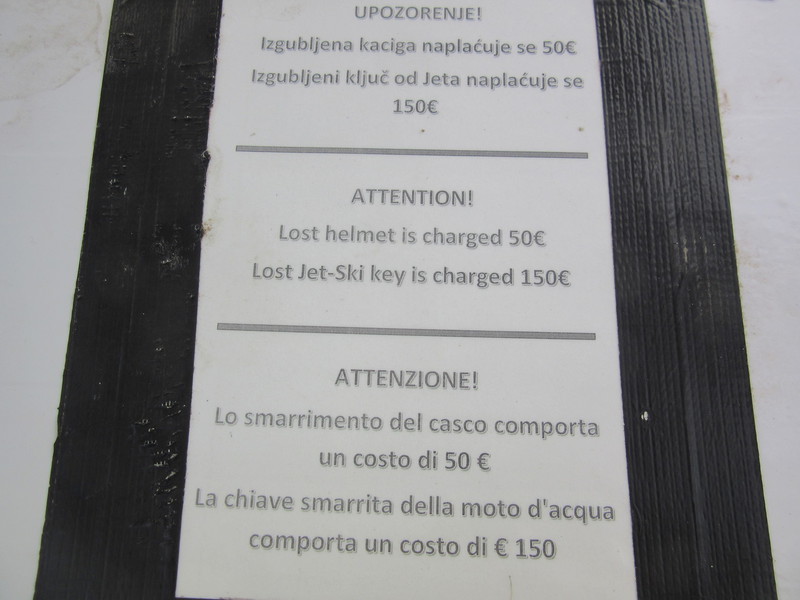 UPOZORENJE!
Izgubljena kaciga naplaćuje se 50€
Izgubljeni ključ od Jeta naplaćuje se
150€
ATTENTION!
Lost helmet is charged 50€
Lost Jet-Ski key is charged 150€
ATTENZIONE!
Lo smarrimento del casco comporta
un costo di 50 €
La chiave smarrita della moto d'acqua
comporta un costo di € 150